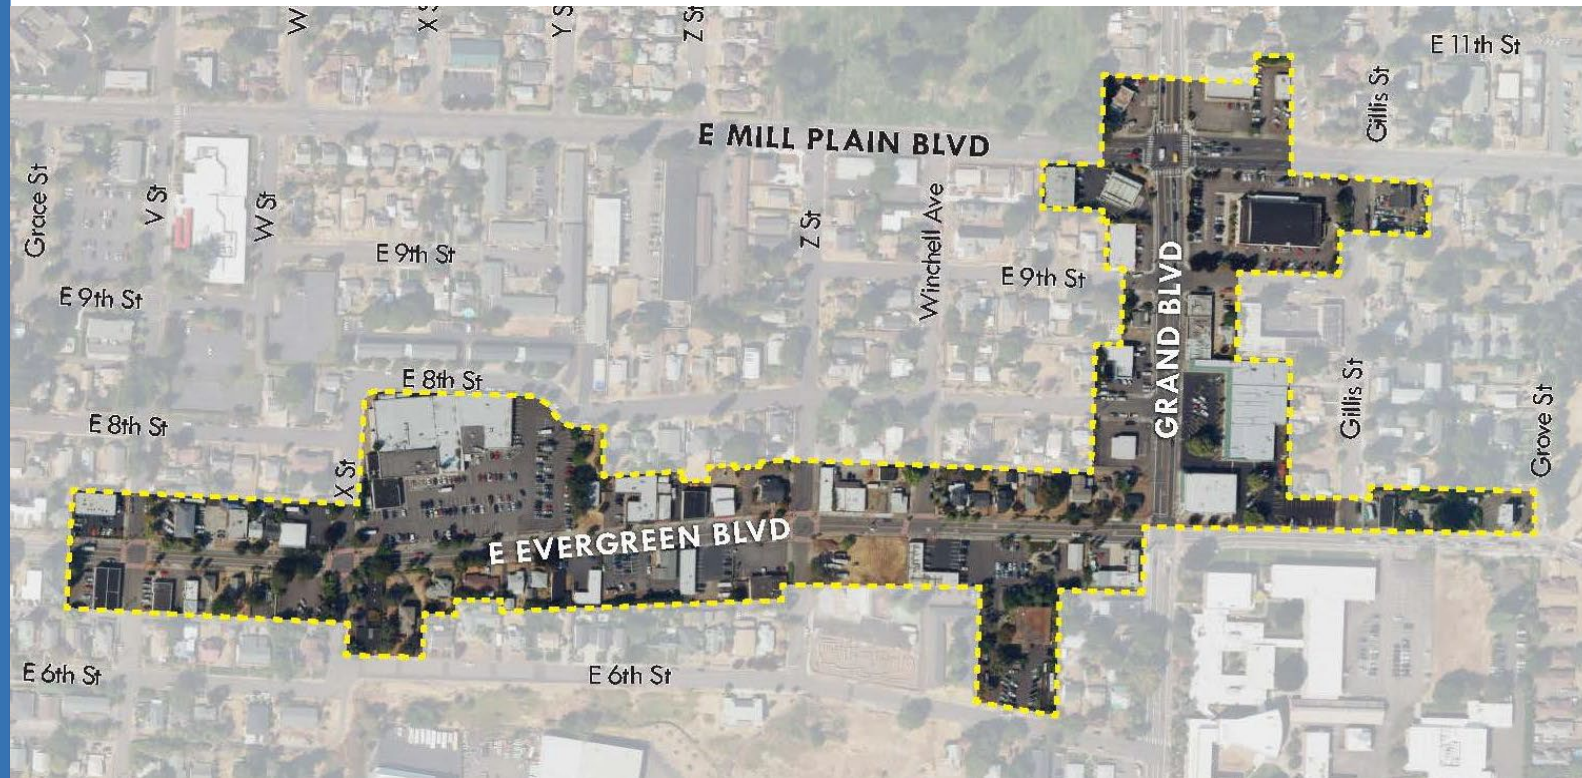 W
X S
Y S
Z St
E 11th St
Gillis St
E MILL PLAIN BLVD
Grace St
V St
W St
Z St
Winchell Ave
E 9th St
E 9th St
E 9th St
GRAND BLVD
E 8th St
E 8th St
Gillis St
Grove St
X St
E EVERGREEN BLVD
E 6th St
E 6th St